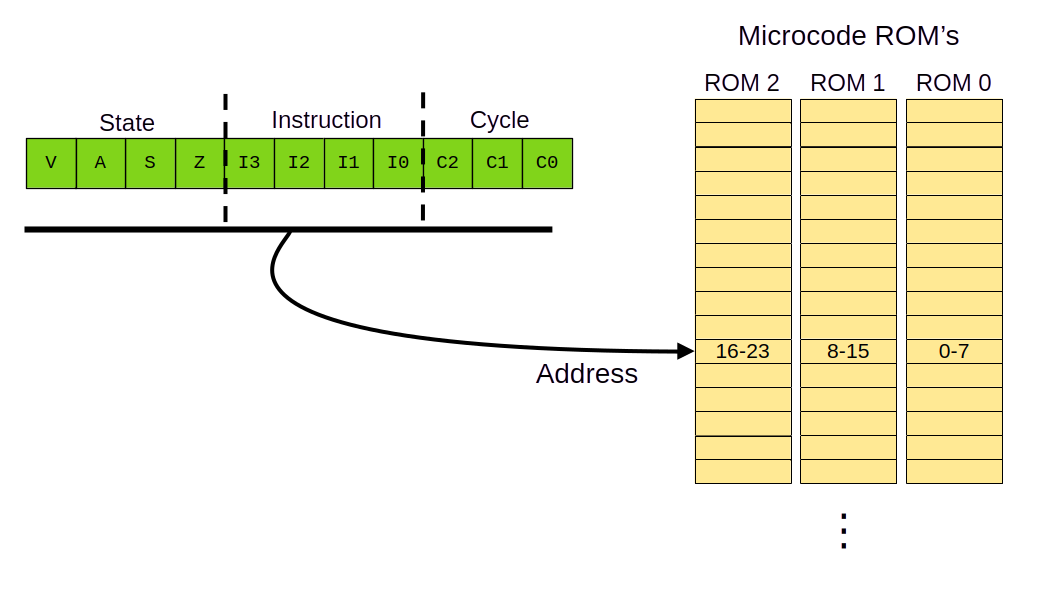 Microcode ROM’s
ROM 2 ROM 1 ROM 0
State Instruction Cycle
V A S Z I3 I2 I1 I0 C2 C1 C0
16-23 8-15 0-7
Address